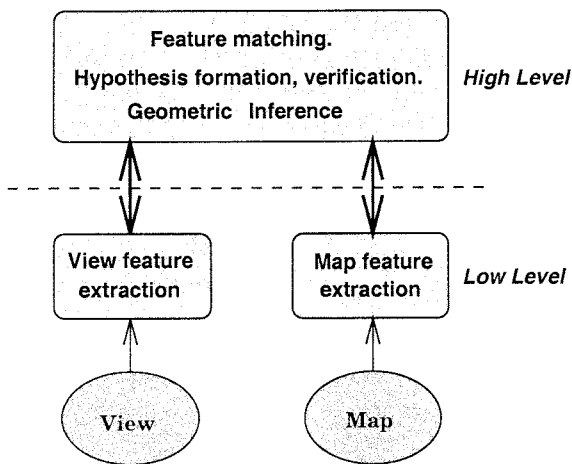 Feature matching.
Hypothesis formation, verification.
High Level
Geometric Inference
View feature
extraction
Map feature
extraction
Low Level
View
Map